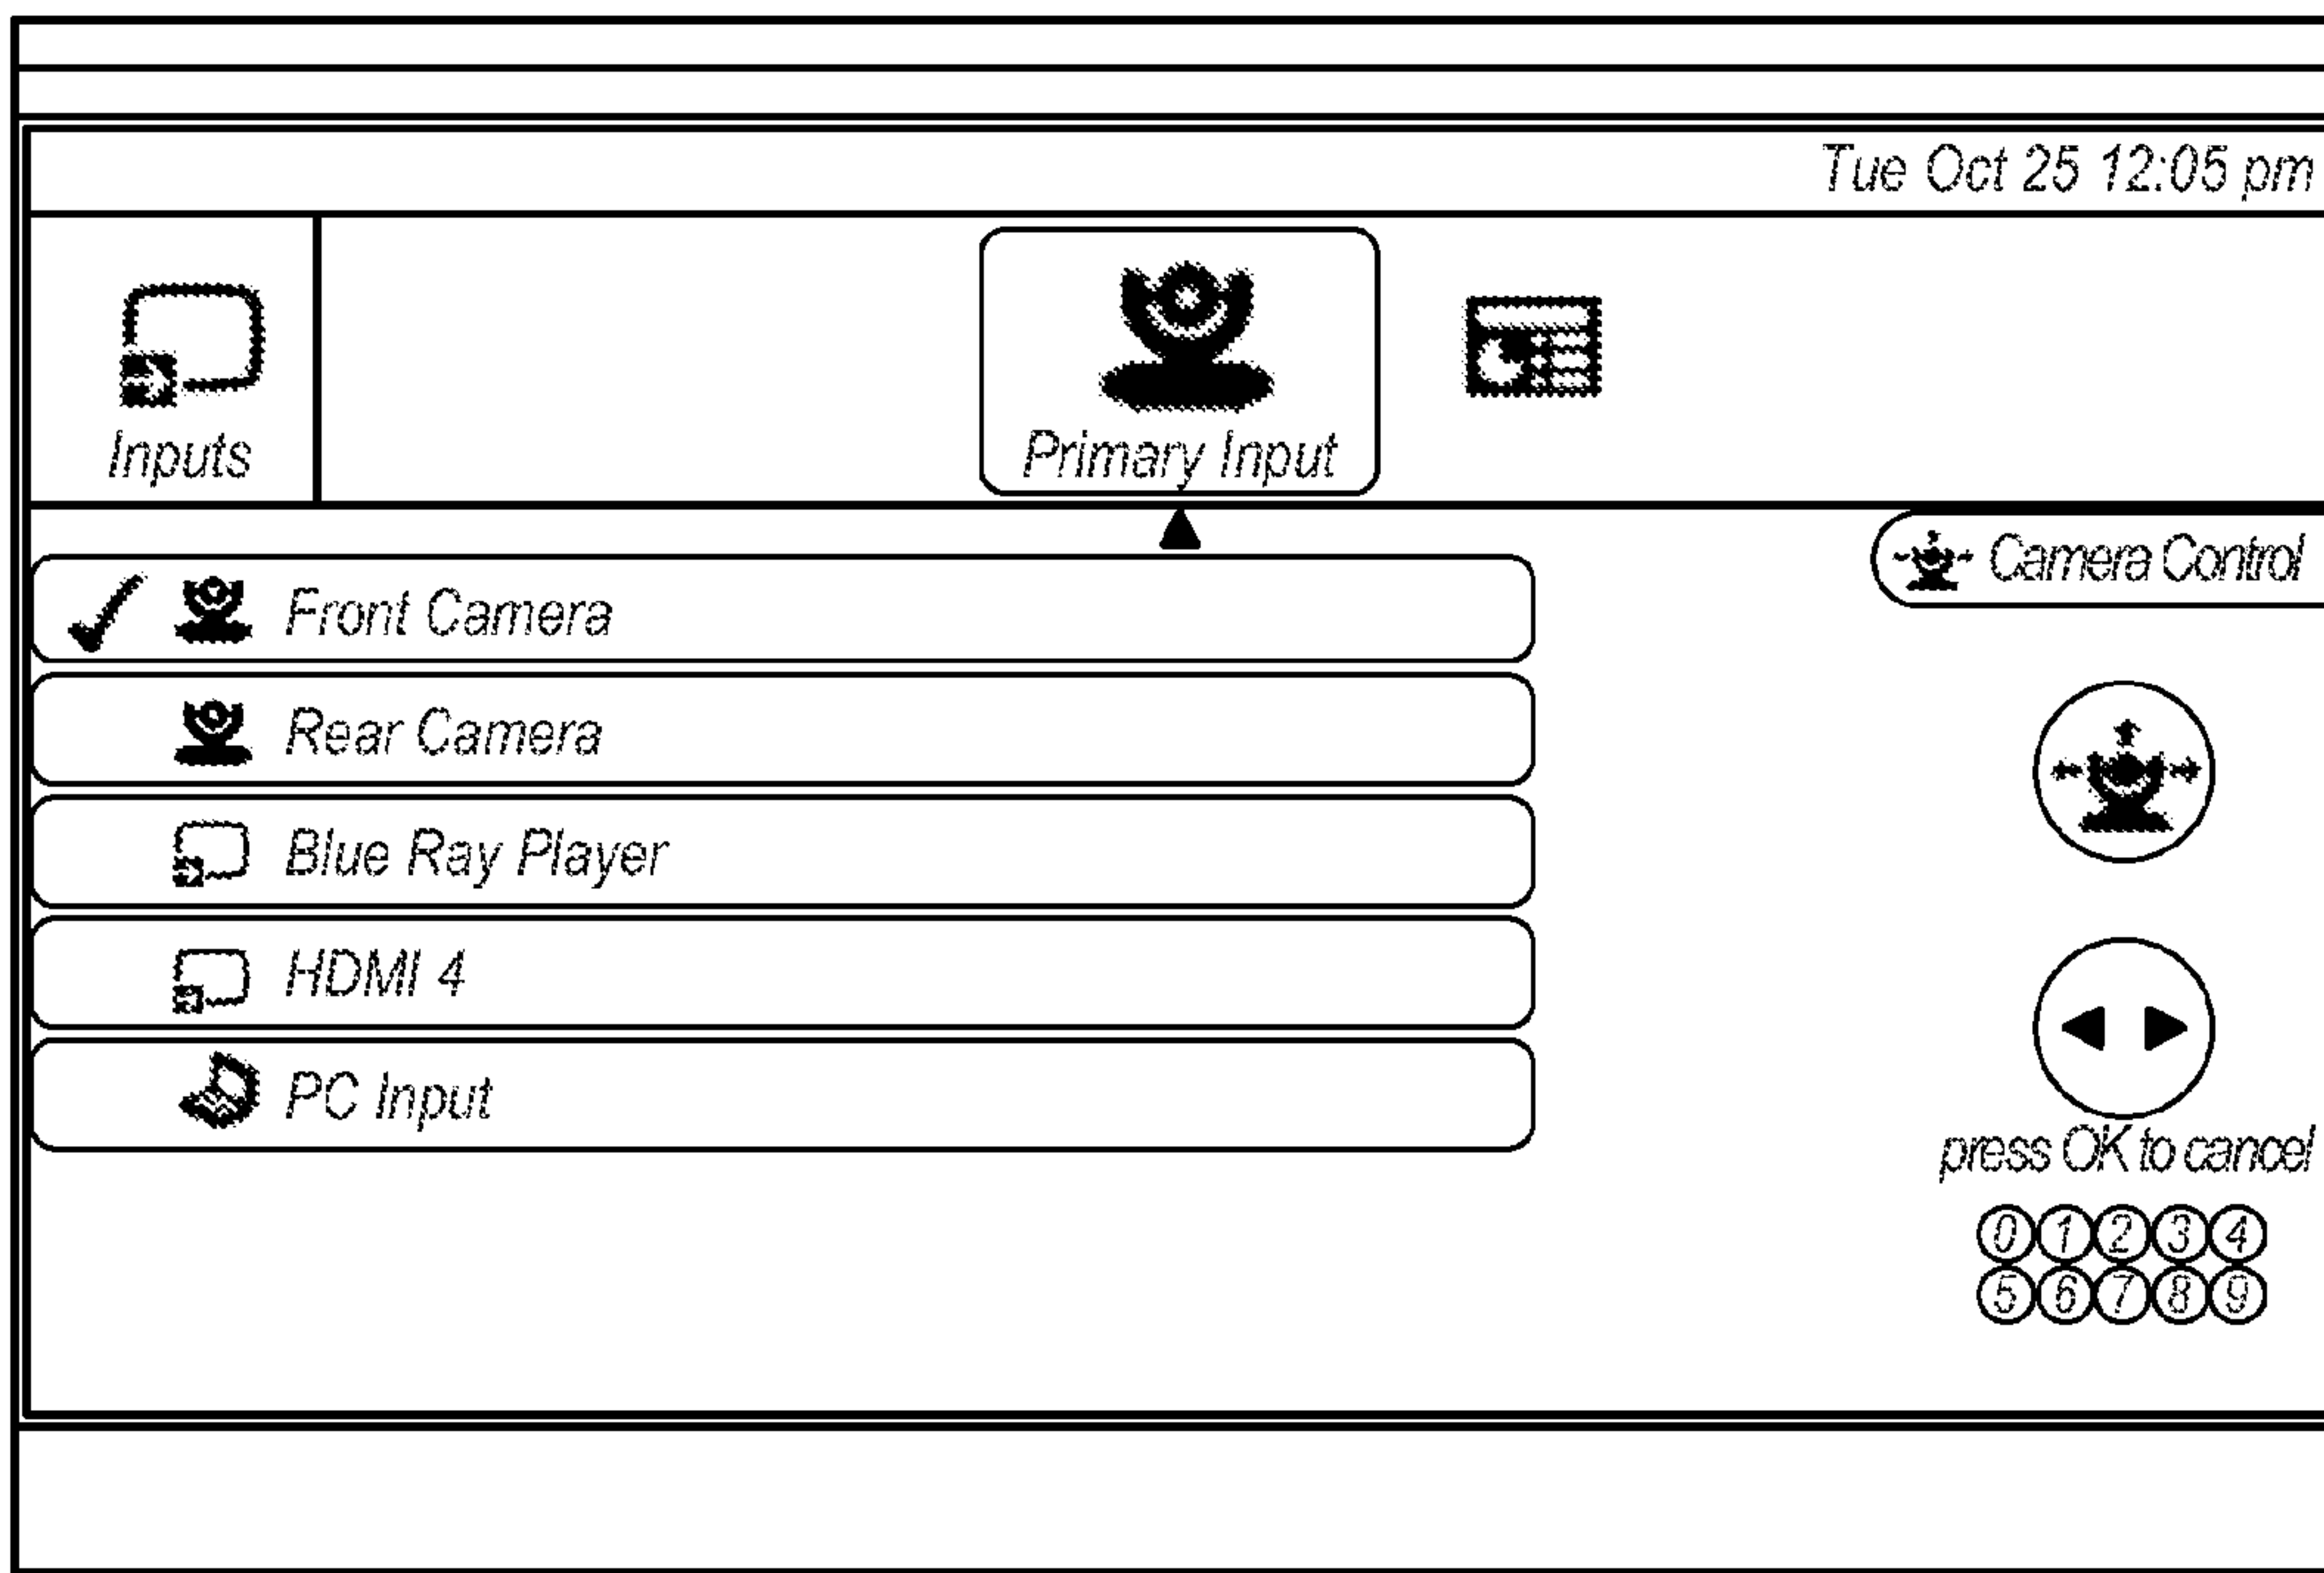 Tue Oct 25 12:05 pm
Inputs
Primary Input
Camera Control
Front Camera
Rear Camera
Blue Ray Player
HDMI 4
PC Input
press OK to cancel
0 1 2 3 4
5 6 7 8 9